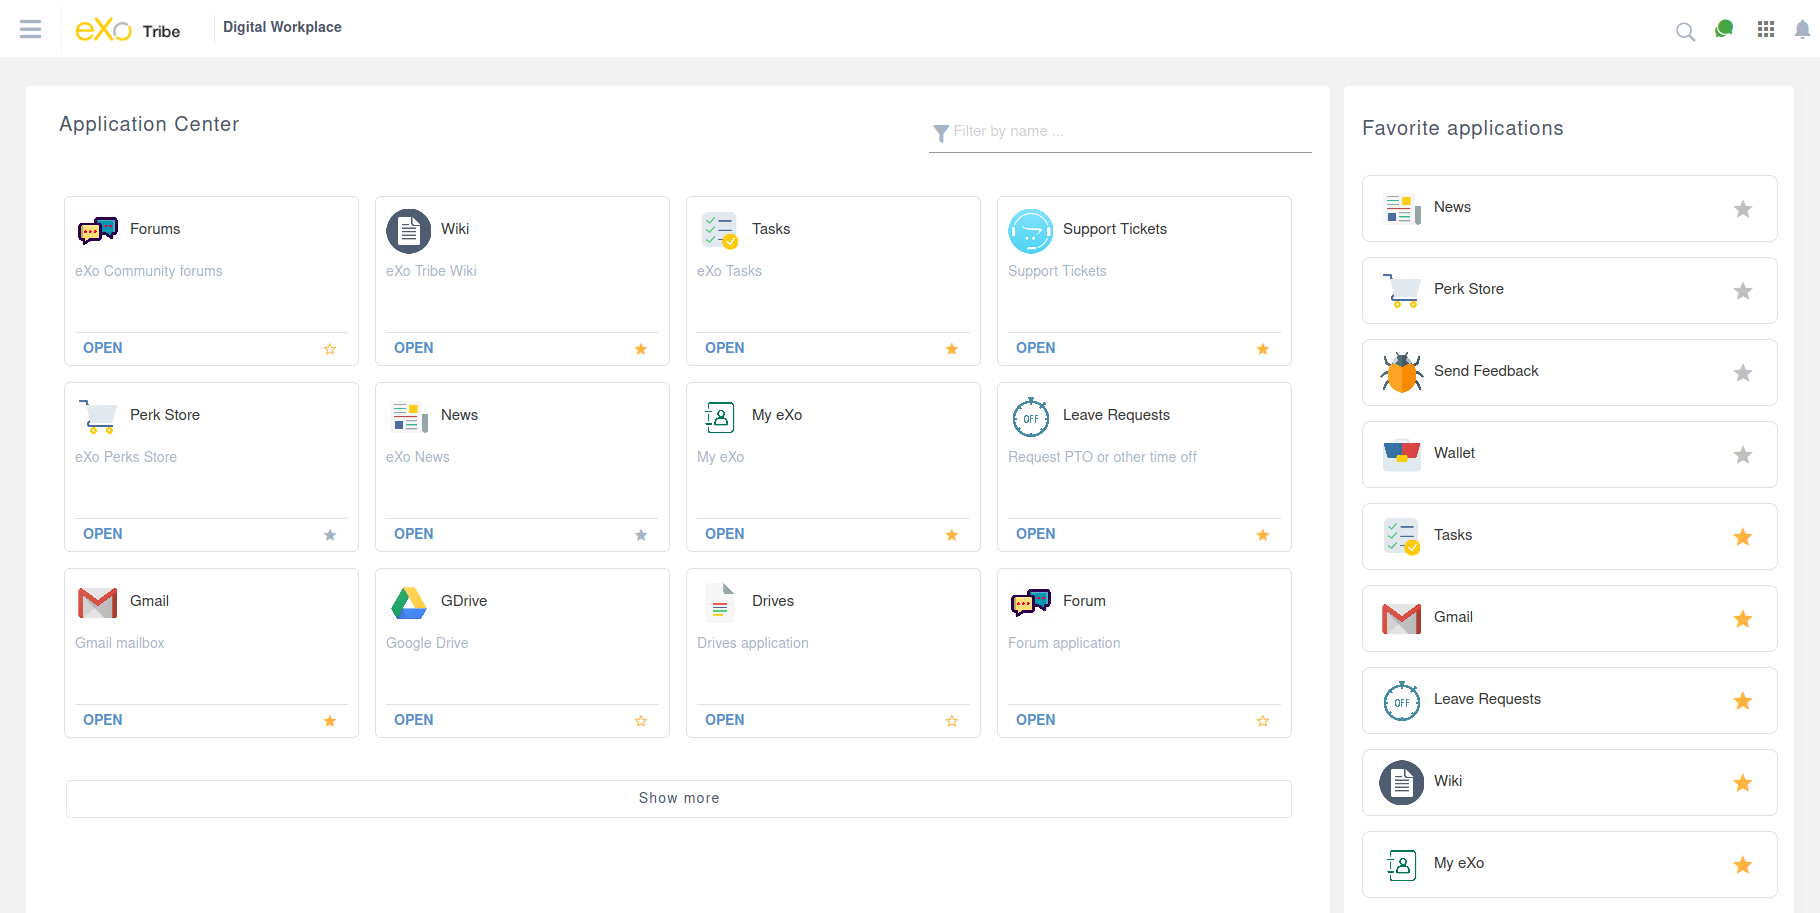 eXo Tribe
Digital Workplace
Application Center
Filter by name ...
Forums
eXo Community forums
OPEN
Wiki
eXo Tribe Wiki
OPEN
Tasks
eXo Tasks
OPEN
Support Tickets
Support Tickets
OPEN
Perk Store
eXo Perks Store
OPEN
News
eXo News
OPEN
My eXo
My eXo
OPEN
OFF
Leave Requests
Request PTO or other time off
OPEN
Gmail
Gmail mailbox
OPEN
GDrive
Google Drive
OPEN
Drives
Drives application
OPEN
Forum
Forum application
OPEN
Show more
Favorite applications
News
Perk Store
Send Feedback
Wallet
Tasks
Gmail
OFF
Leave Requests
Wiki
My eXo